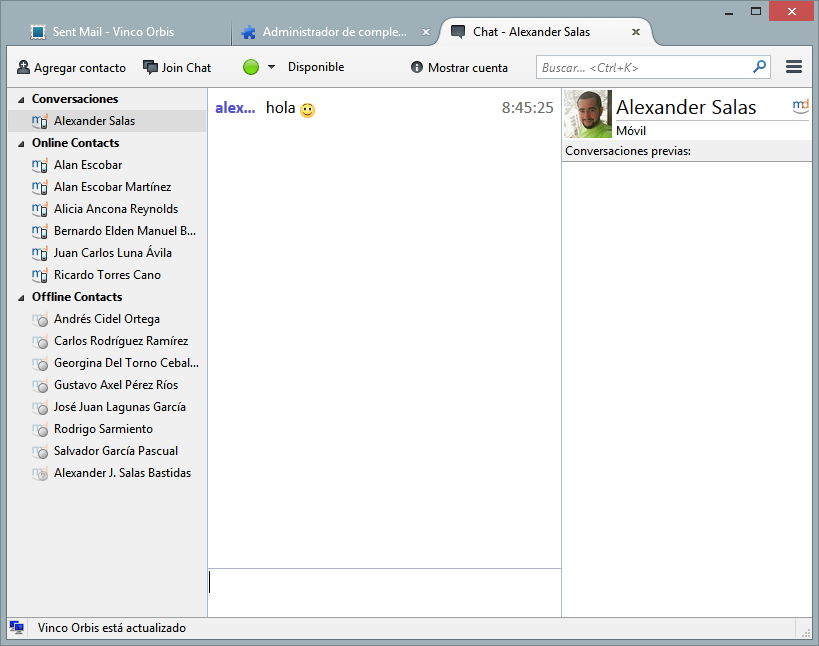 Sent Mail - Vinco Orbis
Administrador de comple...
Chat - Alexander Salas
Agregar contacto
Join Chat
Disponible
Mostrar cuenta
Buscar... <Ctrl+K>
Conversaciones
Alexander Salas
Online Contacts
Alan Escobar
Alan Escobar Martínez
Alicia Ancona Reynolds
Bernardo Elden Manuel B...
Juan Carlos Luna Ávila
Ricardo Torres Cano
Offline Contacts
Andrés Cidel Ortega
Carlos Rodríguez Ramírez
Georgina Del Torno Cebal...
Gustavo Axel Pérez Ríos
José Juan Lagunas García
Rodrigo Sarmiento
Salvador García Pascual
Alexander J. Salas Bastidas
alex... hola 8:45:25
Alexander Salas
md
Móvil
Conversaciones previas:
Vinco Orbis está actualizado